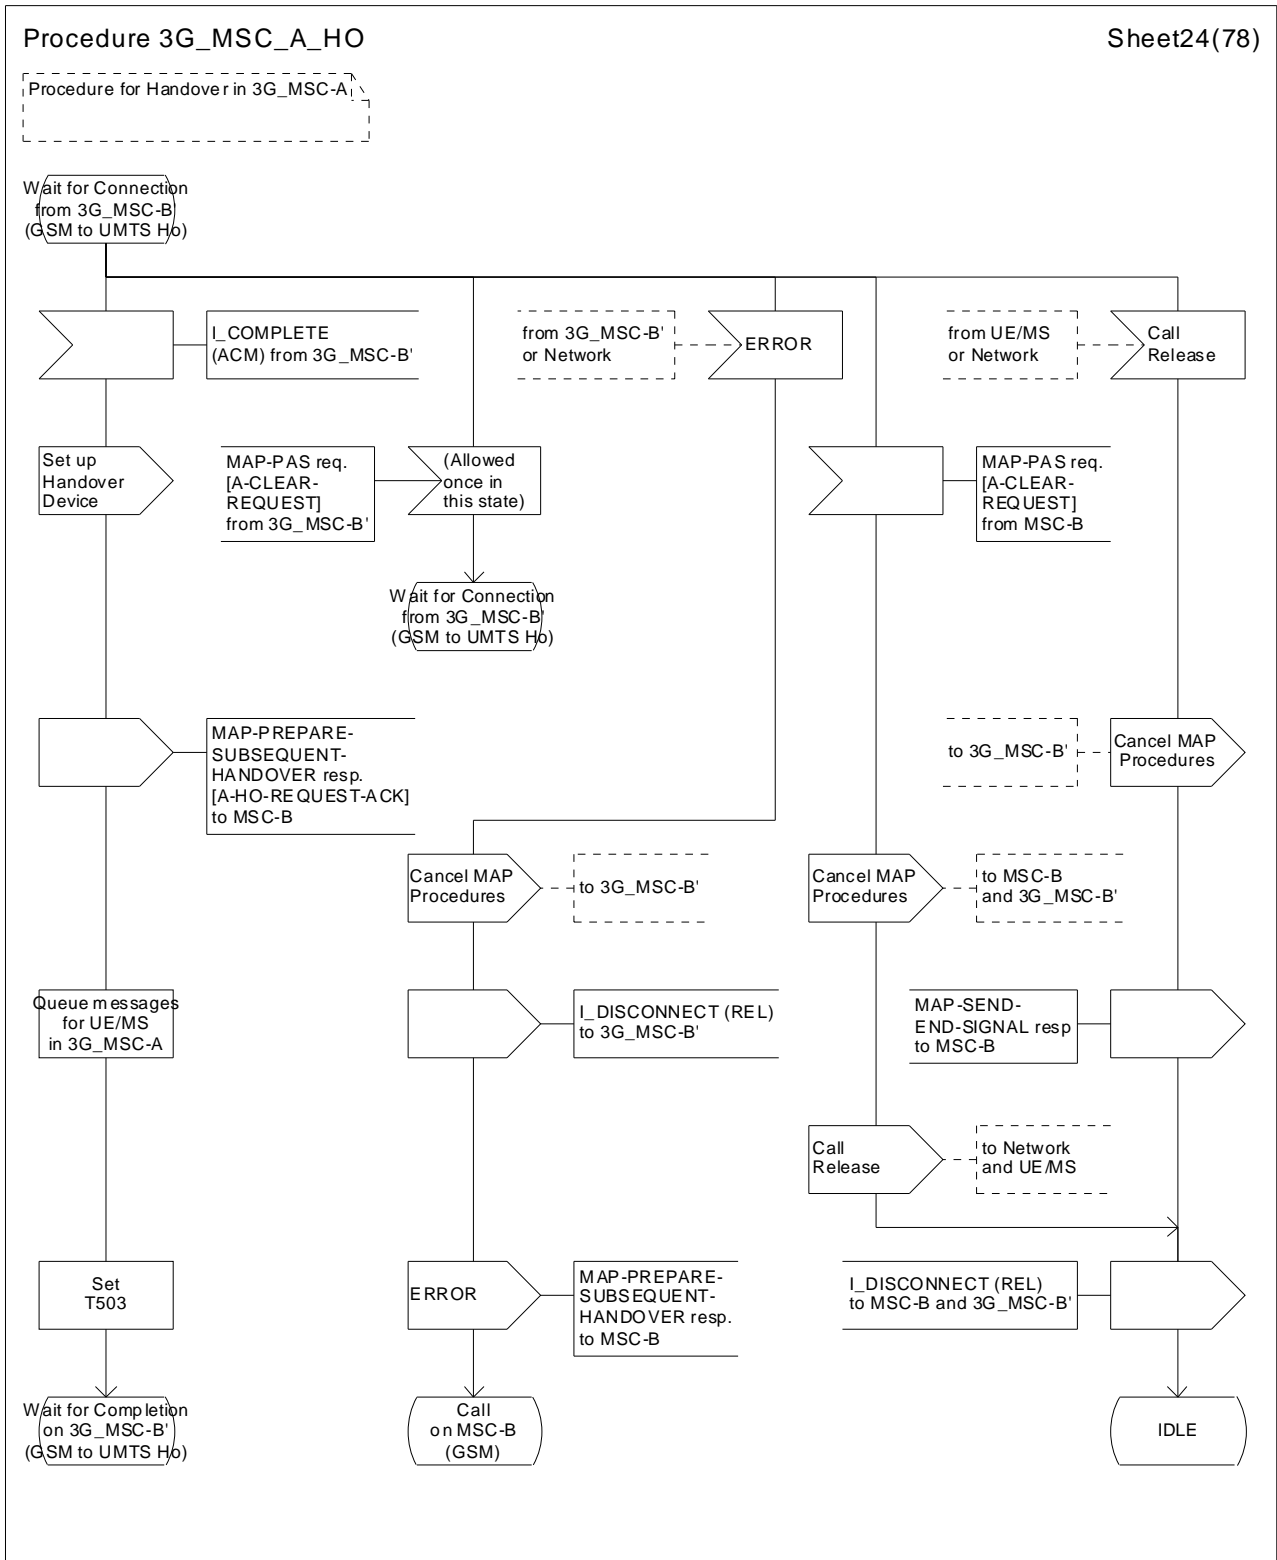 Procedure 3G_MSC_A_HO
Sheet24(78)
Procedure for Handover in 3G_MSC-A
Wait for Connection
from 3G_MSC-B'
(GSM to UMTS Ho)
I_COMPLETE
(ACM) from 3G_MSC-B'
from 3G_MSC-B'
or Network
ERROR
from UE/MS
or Network
Call
Release
Set up
Handover
Device
MAP-PAS req.
[A-CLEAR-
REQUEST]
from 3G_MSC-B'
(Allowed
once in
this state)
MAP-PAS req.
[A-CLEAR-
REQUEST]
from MSC-B
Wait for Connection
from 3G_MSC-B'
(GSM to UMTS Ho)
MAP-PREPARE-
SUBSEQUENT-
HANDOVER resp.
[A-HO-REQUEST-ACK]
to MSC-B
to 3G_MSC-B'
Cancel MAP
Procedures
Cancel MAP
Procedures
to 3G_MSC-B'
Cancel MAP
Procedures
to MSC-B
and 3G_MSC-B'
Queue messages
for UE/MS
in 3G_MSC-A
I_DISCONNECT (REL)
to 3G_MSC-B'
MAP-SEND-
END-SIGNAL resp
to MSC-B
Call
Release
to Network
and UE/MS
Set
T503
ERROR
MAP-PREPARE-
SUBSEQUENT-
HANDOVER resp.
to MSC-B
I_DISCONNECT (REL)
to MSC-B and 3G_MSC-B'
Wait for Completion
on 3G_MSC-B'
(GSM to UMTS Ho)
Call
on MSC-B
(GSM)
IDLE